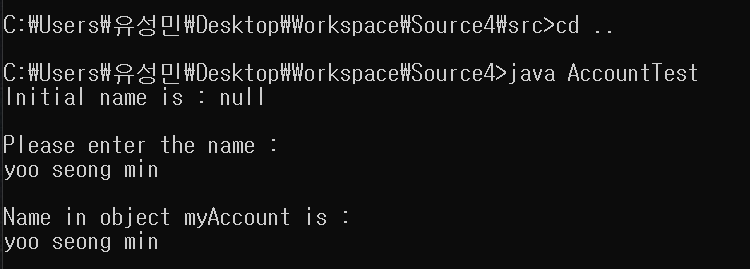 C:₩Users₩유성민₩Desktop₩Workspace₩Source4₩src>cd ..
C:₩Users₩유성민₩Desktop₩Workspace₩Source4>java AccountTest
Initial name is : null
Please enter the name :
yoo seong min
Name in object myAccount is :
yoo seong min